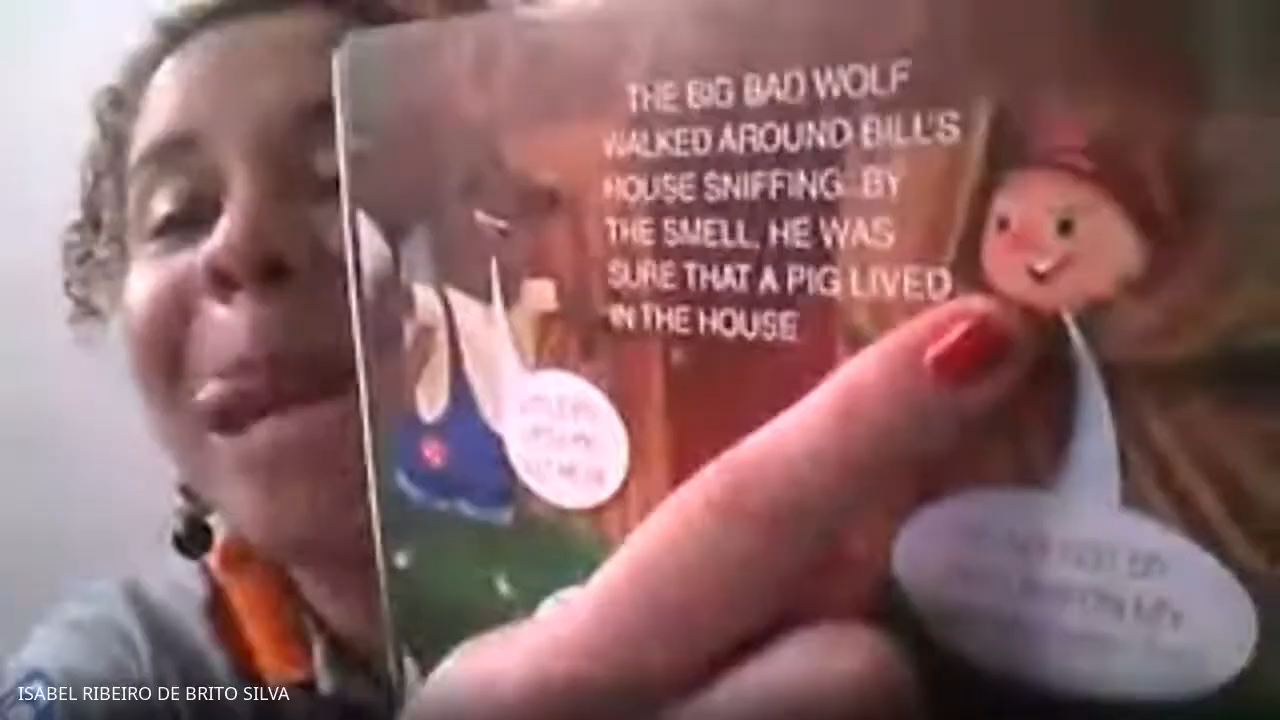 THE BIG BAD WOLF
WALKED AROUND BILL'S
HOUSE SNIFFING. BY
THE SMELL, HE WAS
SURE THAT A PIG LIVED
IN THE HOUSE
ISABEL RIBEIRO DE BRITO SILVA